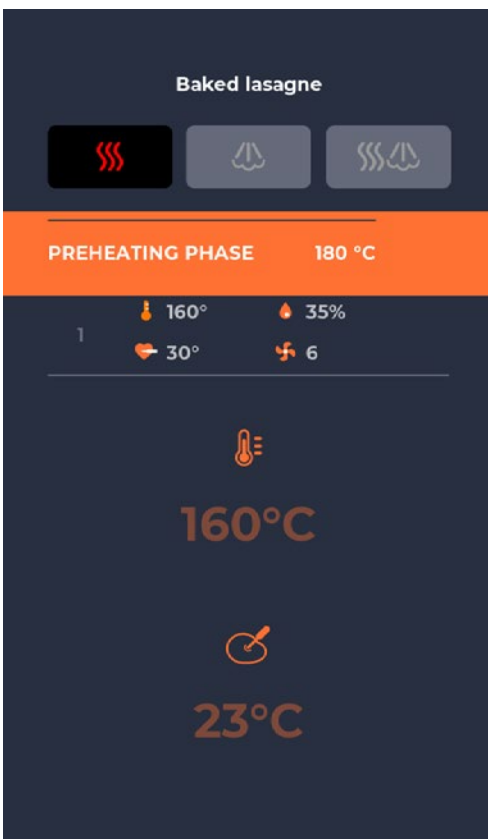 Baked lasagne
PREHEATING PHASE 180 °C
160° 35%
1
30° 6
160°C
23°C